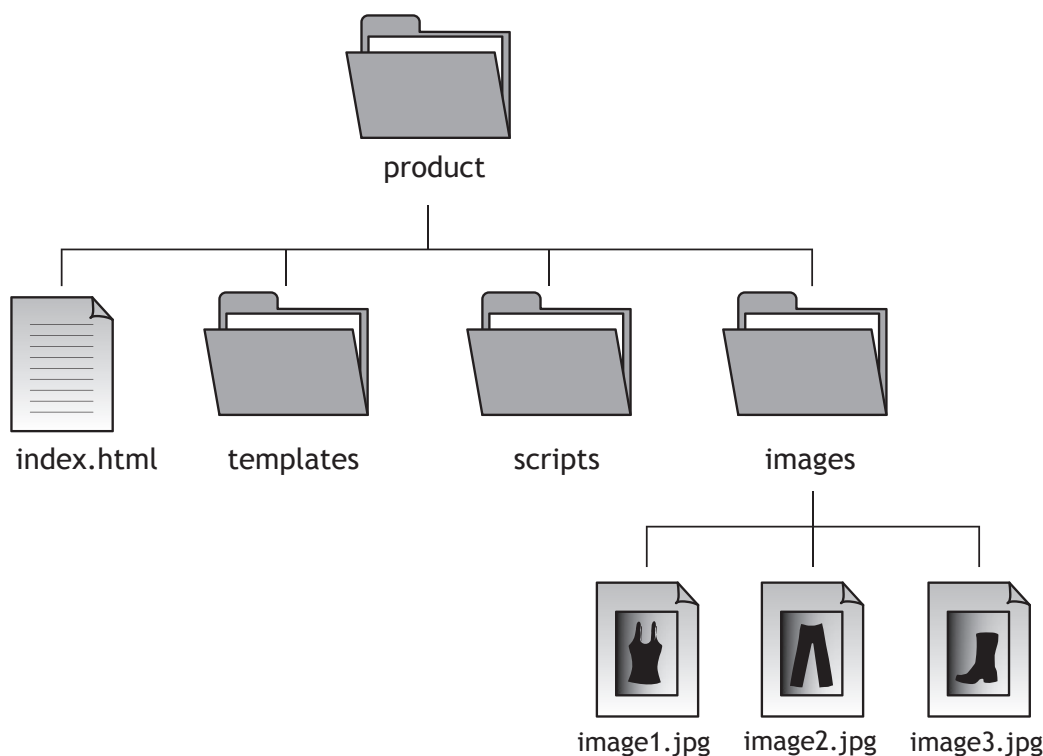 product
index.html
templates
scripts
images
image1.jpg
image2.jpg
image3.jpg